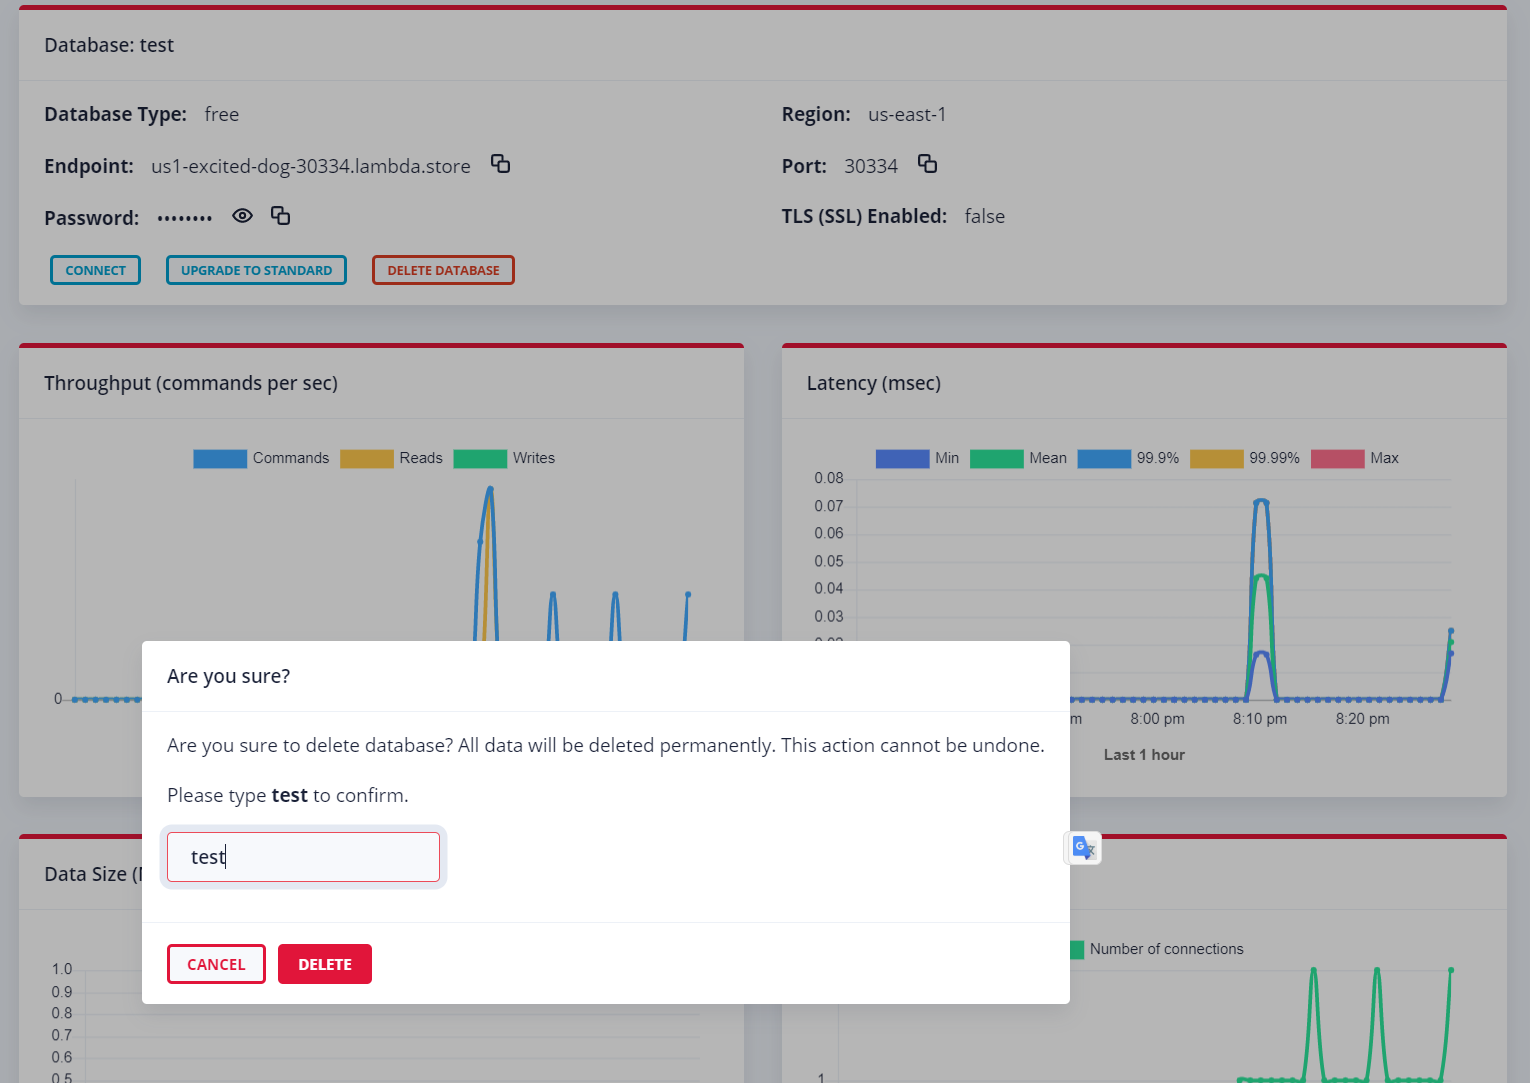 Database: test
Database Type: free
Region: us-east-1
Endpoint: us1-excited-dog-30334.lambda.store
Port: 30334
Password: ••••••••
TLS (SSL) Enabled: false
CONNECT
UPGRADE TO STANDARD
DELETE DATABASE
Throughput (commands per sec)
Commands Reads Writes
0
Latency (msec)
Min Mean 99.9% 99.99% Max
0.08
0.07
0.06
0.05
0.04
0.03
m 8:00 pm 8:10 pm 8:20 pm
Last 1 hour
Are you sure?
Are you sure to delete database? All data will be deleted permanently. This action cannot be undone.
Please type test to confirm.
test
CANCEL
DELETE
Data Size (
1.0
0.9
0.8
0.7
0.6
0.5
Number of connections
1